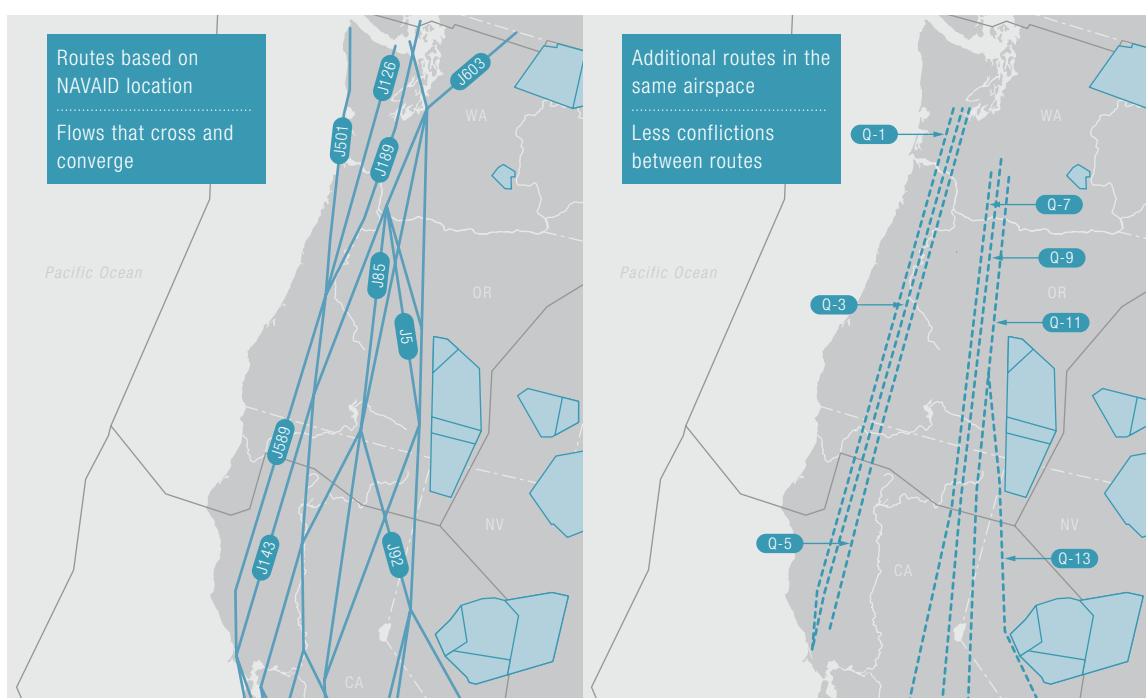 Routes based on
NAVAID location
Flows that cross and
converge
J126
J603
J501
J189
WA
Pacific Ocean
J85
OR
J5
J589
NV
J143
J92
CA
Additional routes in the
same airspace
Less conflictions
between routes
Q-1
WA
Q-7
Q-9
Pacific Ocean
OR
Q-3
Q-11
NV
Q-5
Q-13
CA